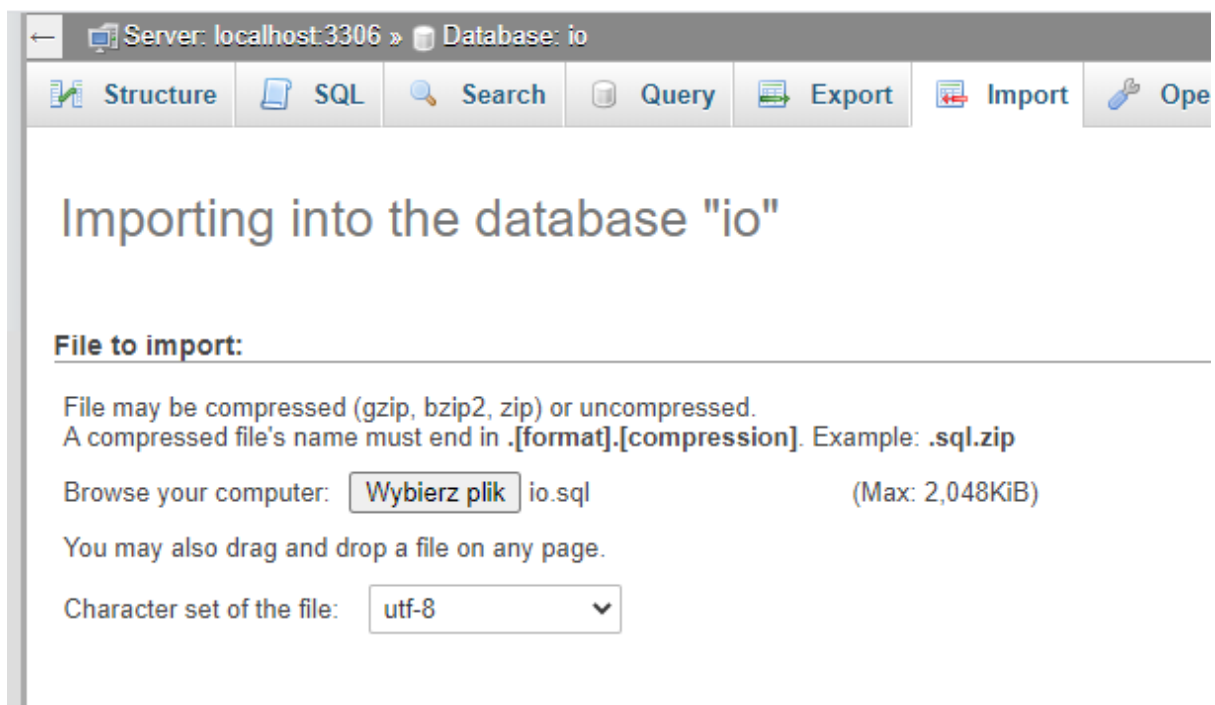 ← Server: localhost:3306 » Database: io
Structure SQL Search Query Export Import Ope
Importing into the database "io"
File to import:
File may be compressed (gzip, bzip2, zip) or uncompressed.
A compressed file's name must end in .[format].[compression]. Example: .sql.zip
Browse your computer: Wybierz plik io.sql (Max: 2,048KiB)
You may also drag and drop a file on any page.
Character set of the file: utf-8